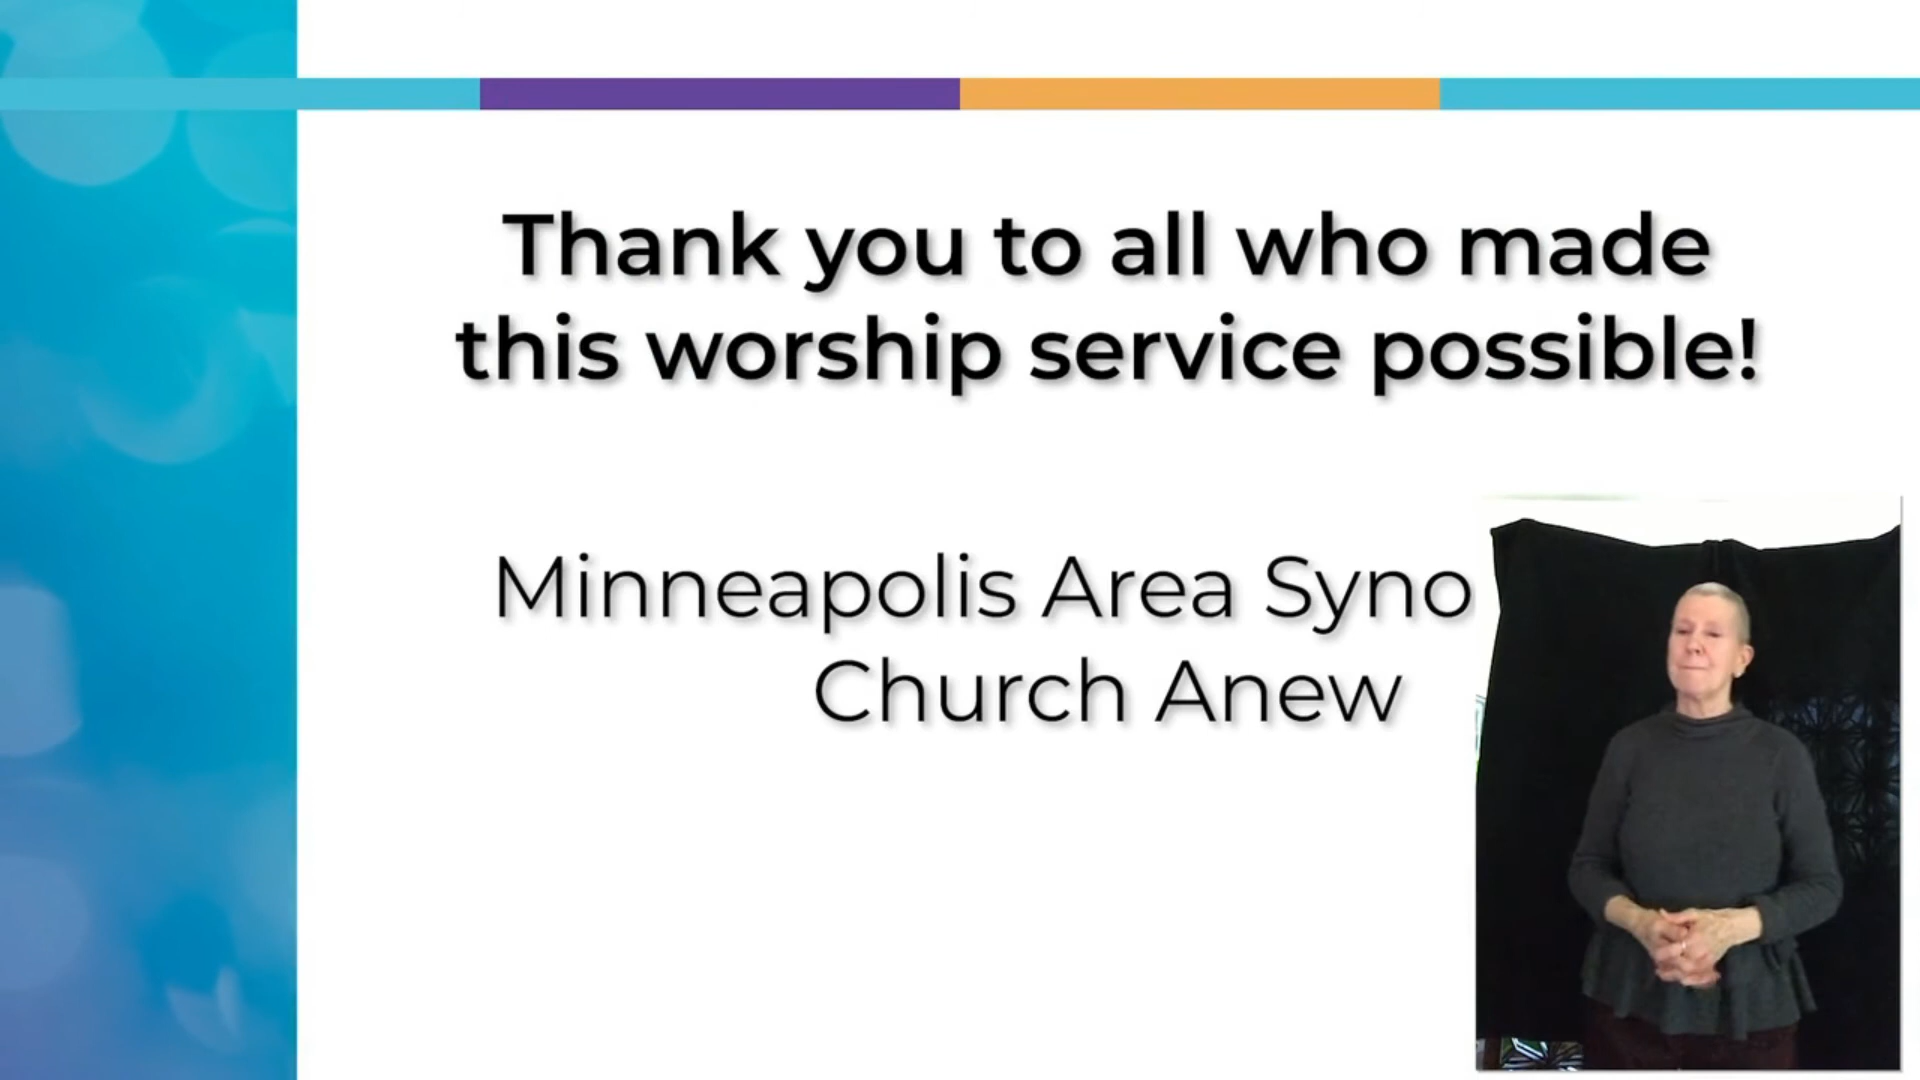 Thank you to all who made
this worship service possible!
Minneapolis Area Syno
Church Anew